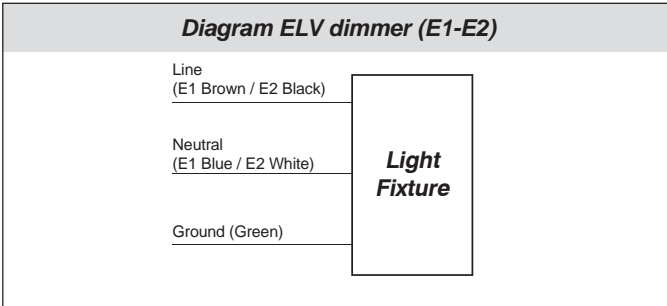 Diagram ELV dimmer (E1-E2)
Line
(E1 Brown / E2 Black)
Neutral
(E1 Blue / E2 White)
Light
Fixture
Ground (Green)